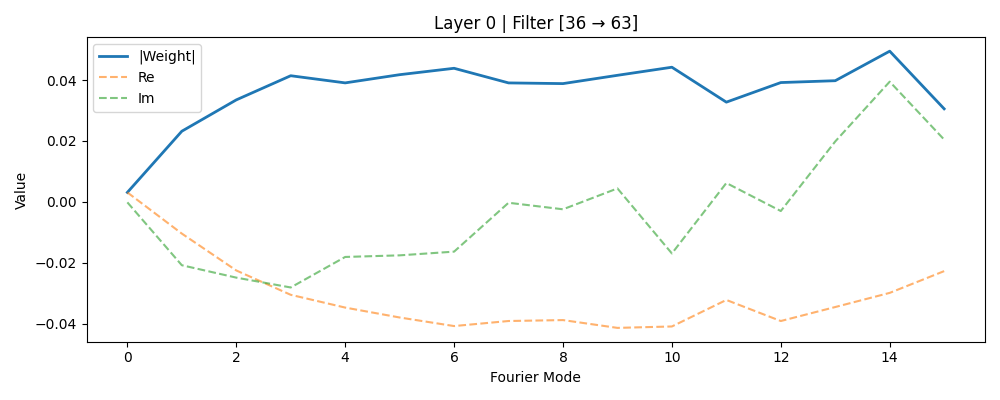 Layer 0 | Filter [36 → 63]
|Weight|
Re
Im
Value
0.04
0.02
0.00
−0.02
−0.04
0 2 4 6 8 10 12 14
Fourier Mode